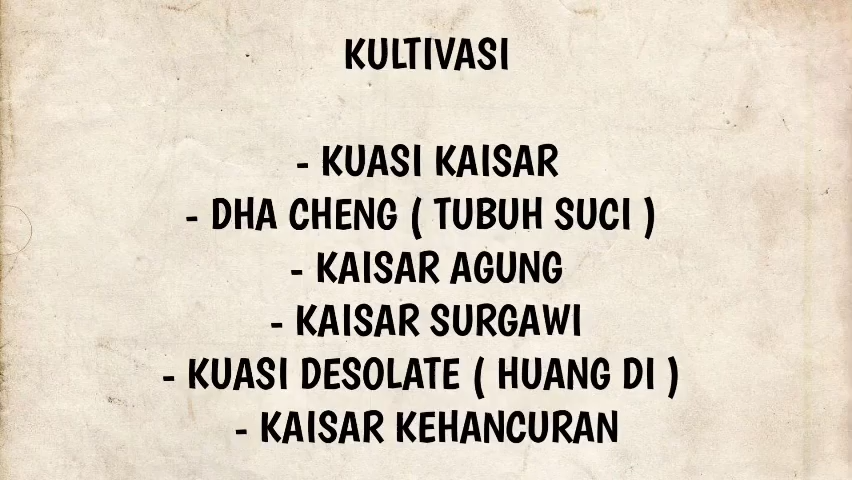 KULTIVASI
- KUASI KAISAR
- DHA CHENG ( TUBUH SUCI )
- KAISAR AGUNG
- KAISAR SURGAWI
- KUASI DESOLATE ( HUANG DI )
- KAISAR KEHANCURAN